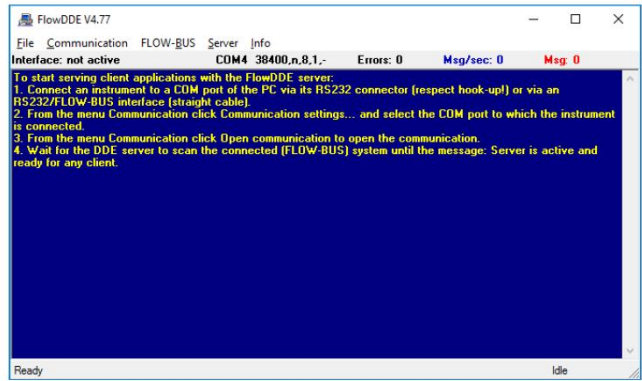 FlowDDE V4.77
File Communication FLOW-BUS Server Info
Interface: not active COM4 38400,n,8,1,- Errors: 0 Msg/sec: 0 Msg: 0
To start serving client applications with the FlowDDE server:
1. Connect an instrument to a COM port of the PC via its RS232 connector (respect hook-up!) or via an
RS232/FLOW-BUS interface (straight cable).
2. From the menu Communication click Communication settings... and select the COM port to which the instrument
is connected.
3. From the menu Communication click Open communication to open the communication.
4. Wait for the DDE server to scan the connected (FLOW-BUS) system until the message: Server is active and
ready for any client.
Ready Idle